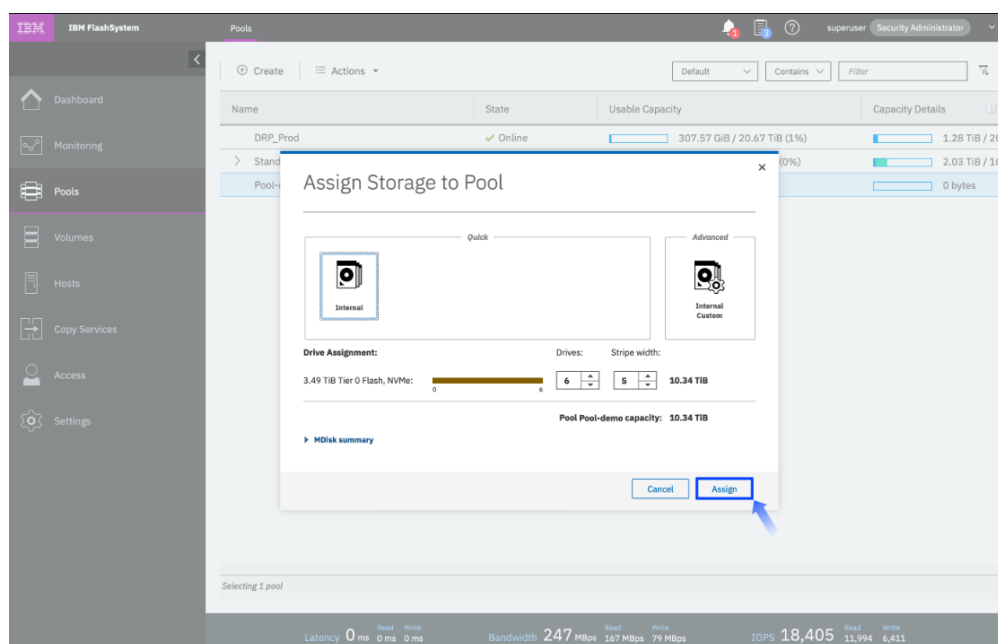 IBM IBM FlashSystem Pools 1 3 superuser Security Administrator
Create Actions Default Contains Filter
Dashboard
Monitoring
Pools
Volumes
Hosts
Copy Services
Access
Settings
Name State Usable Capacity Capacity Details
DRP_Prod Online 307.57 GiB / 20.67 TiB (1%) 1.28 TiB / 20
Stand (0%) 2.03 TiB / 10
Pool- 0 bytes
Assign Storage to Pool
Quick Advanced
Internal
Internal
Custom
Drive Assignment: Drives: Stripe width:
3.49 TiB Tier 0 Flash, NVMe: 0 6 6 5 10.34 TiB
Pool Pool-demo capacity: 10.34 TiB
MDisk summary
Cancel Assign
Selecting 1 pool
Read Write Read Write Read Write
Latency 0 ms 0 ms 0 ms Bandwidth 247 MBps 167 MBps 79 MBps IOPS 18,405 11,994 6,411